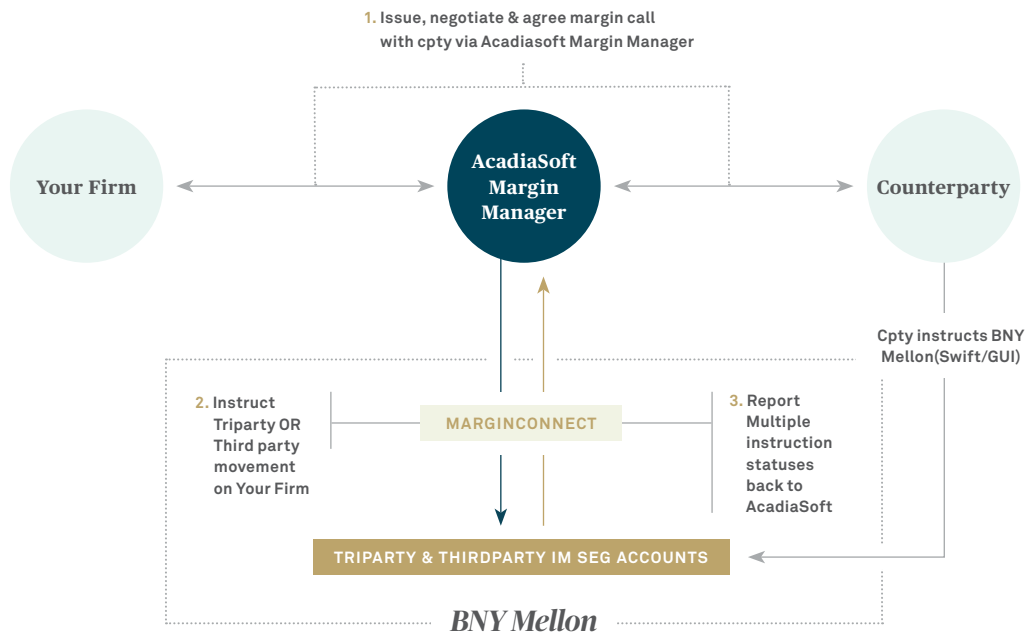 1. Issue, negotiate & agree margin call
with cpty via Acadiasoft Margin Manager
Your Firm
AcadiaSoft
Margin
Manager
Counterparty
Cpty instructs BNY
Mellon(Swift/GUI)
2. Instruct
Triparty OR
Third party
movement
on Your Firm
MARGINCONNECT
3. Report
Multiple
instruction
statuses
back to
AcadiaSoft
TRIPARTY & THIRDPARTY IM SEG ACCOUNTS
BNY Mellon